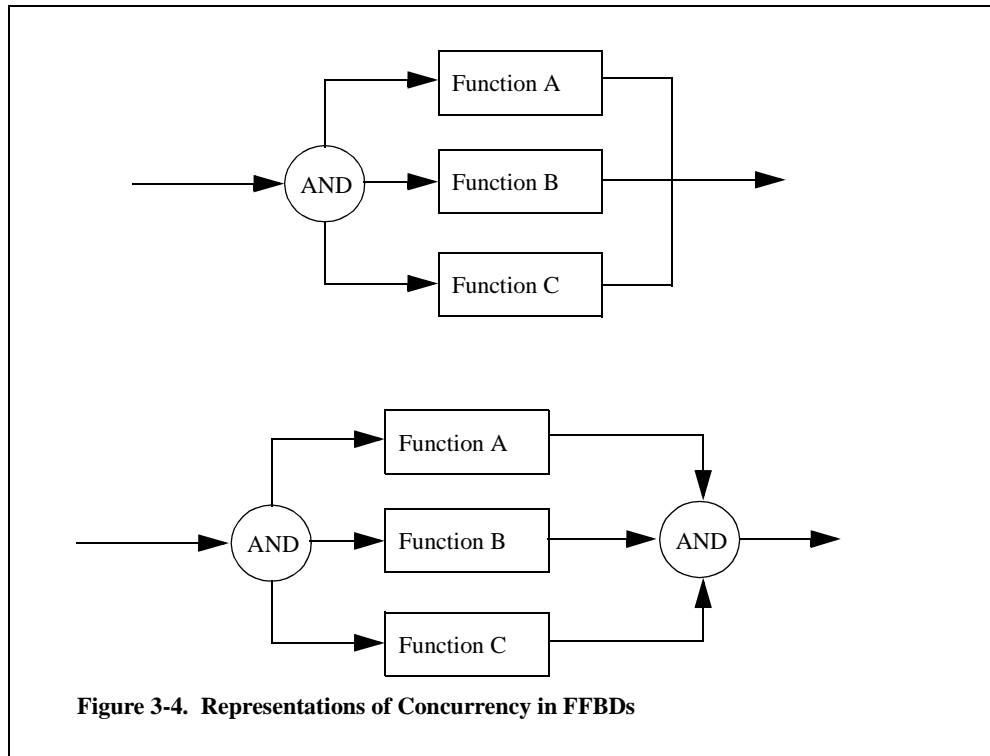 Function A
AND
Function B
Function C
Function A
AND
Function B
AND
Function C
Figure 3-4. Representations of Concurrency in FFBDs